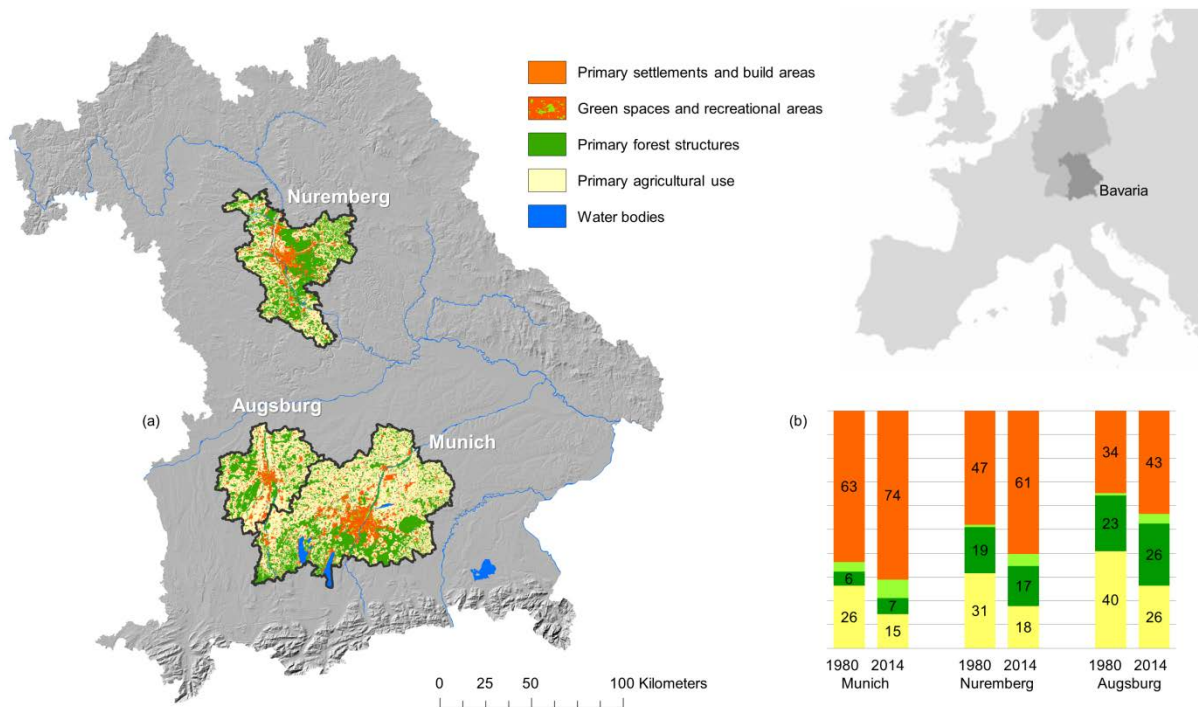 Primary settlements and build areas
Green spaces and recreational areas
Primary forest structures
Primary agricultural use
Water bodies
Nuremberg
(a)
Augsburg
Munich
0 25 50 100 Kilometers
Bavaria
(b)
63 74 47 61 34 43
6 7 19 17 23 26
26 15 31 18 40 26
1980 2014 1980 2014 1980 2014
Munich Nuremberg Augsburg